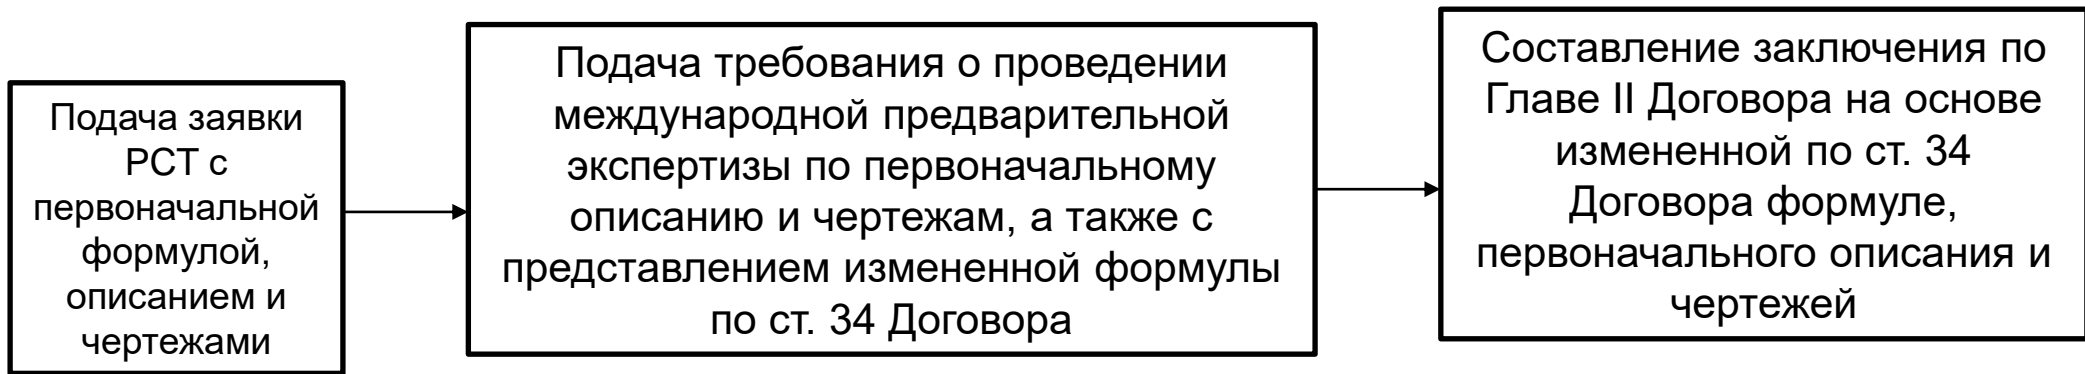 Подача заявки
PCT с
первоначальной
формулой,
описанием и
чертежами
Подача требования о проведении
международной предварительной
экспертизы по первоначальному
описанию и чертежам, а также с
представлением измененной формулы
по ст. 34 Договора
Составление заключения по
Главе II Договора на основе
измененной по ст. 34
Договора формуле,
первоначального описания и
чертежей